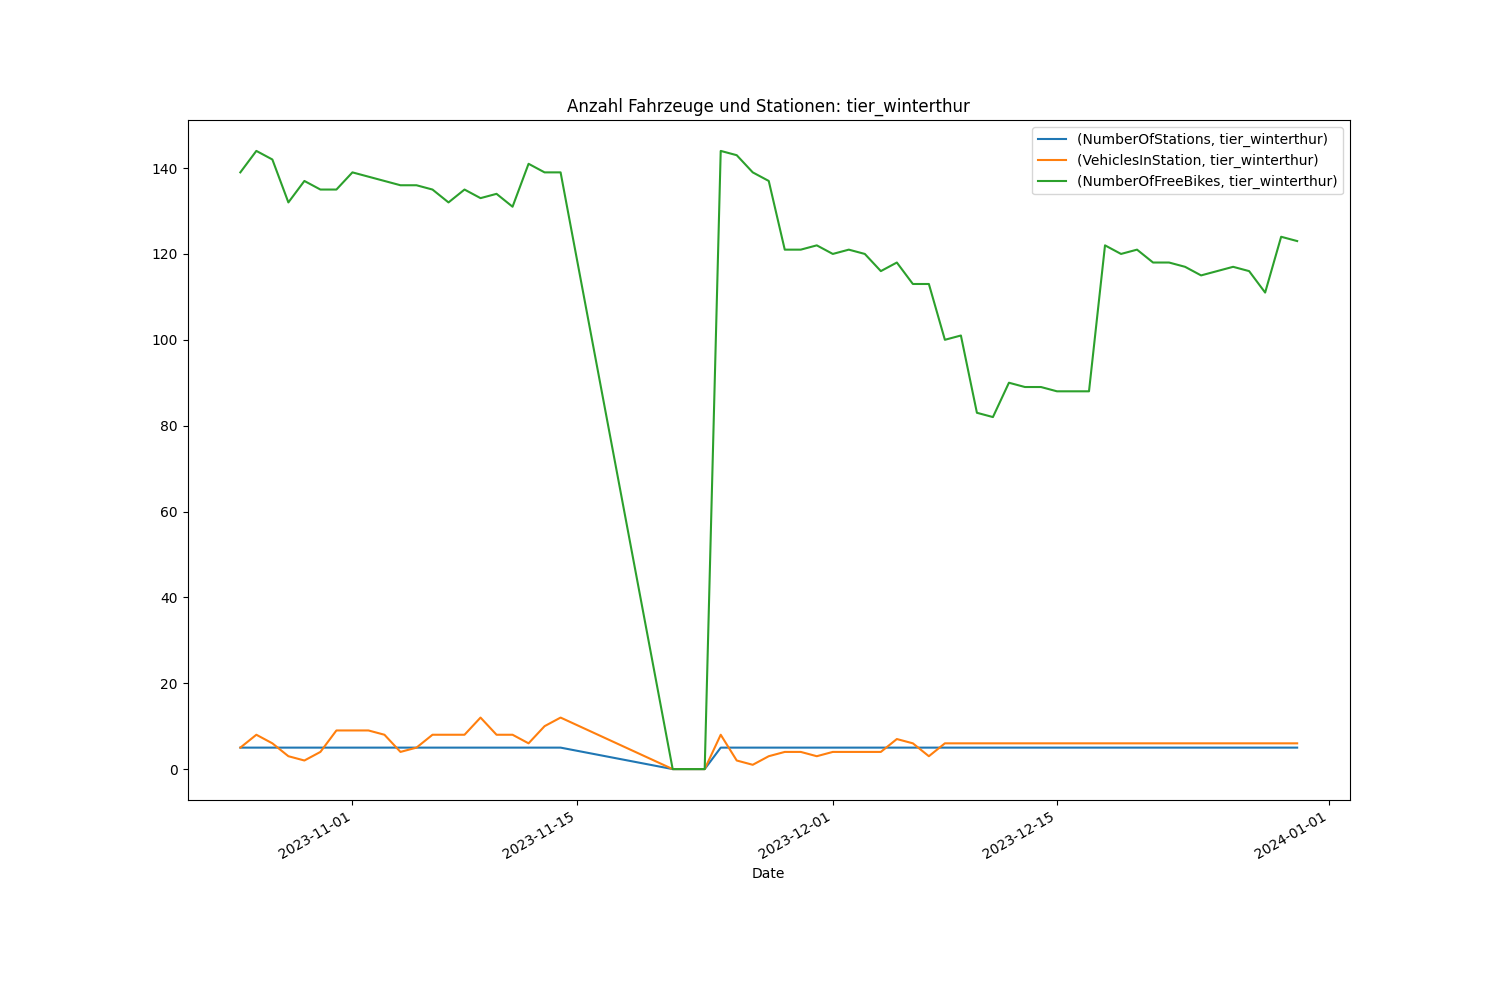 Anzahl Fahrzeuge und Stationen: tier_winterthur
(NumberOfStations, tier_winterthur)
(VehiclesInStation, tier_winterthur)
(NumberOfFreeBikes, tier_winterthur)
140
120
100
80
60
40
20
0
2023-11-01
2023-11-15
2023-12-01
2023-12-15
2024-01-01
Date